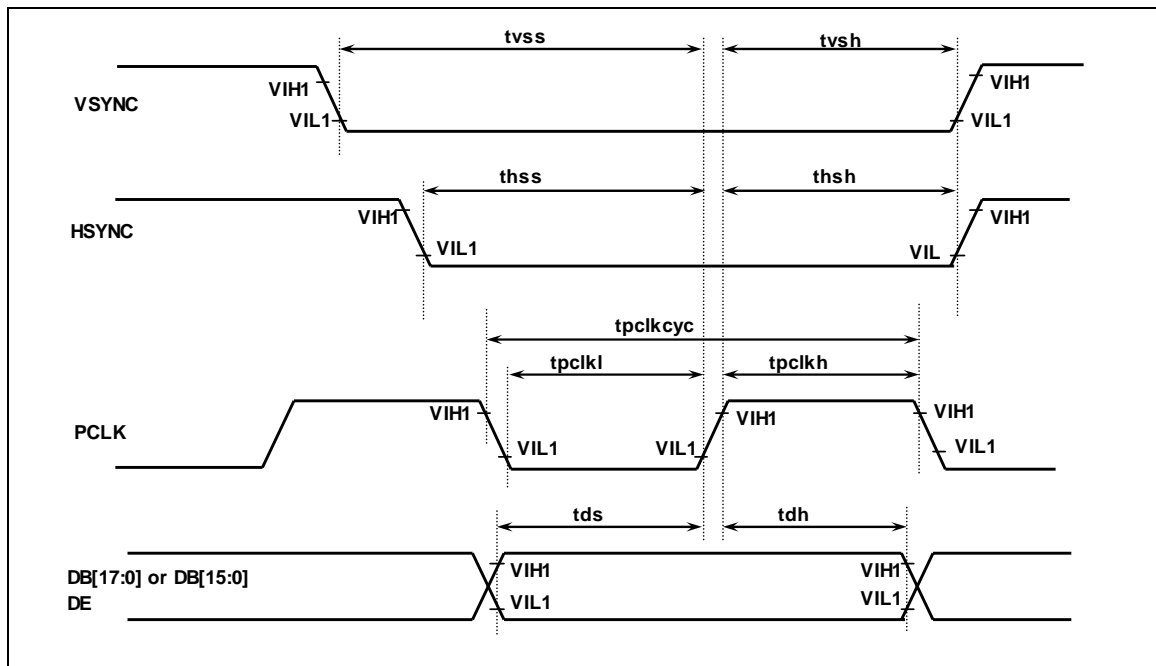 tvss
tvsh
VIH1
VIH1
VSYNC
VIL1
VIL1
thss
thsh
VIH1
VIH1
HSYNC
VIL1
VIL
tpclkcyc
tpclkl
tpclkh
VIH1
VIH1
VIH1
PCLK
VIL1
VIL1
VIL1
tds
tdh
VIH1
VIH1
DB[17:0] or DB[15:0]
DE
VIL1
VIL1